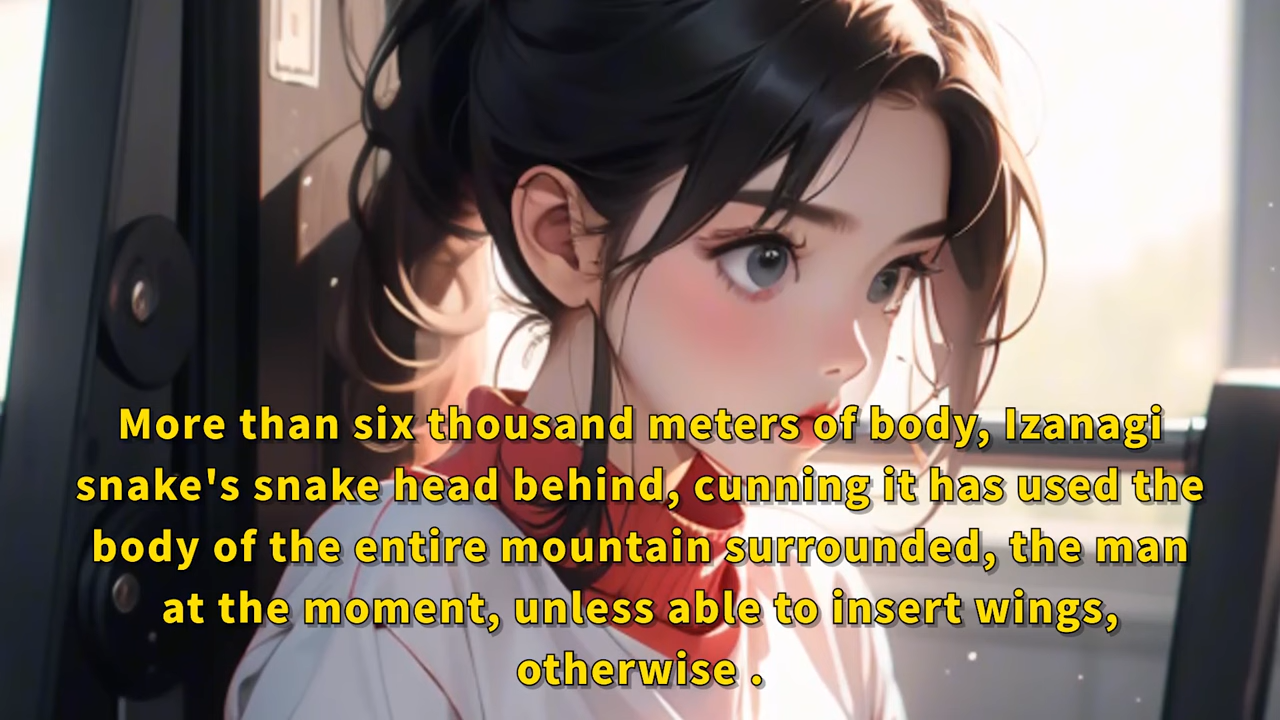 More than six thousand meters of body, Izanagi
snake's snake head behind, cunning it has used the
body of the entire mountain surrounded, the man
at the moment, unless able to insert wings,
otherwise .